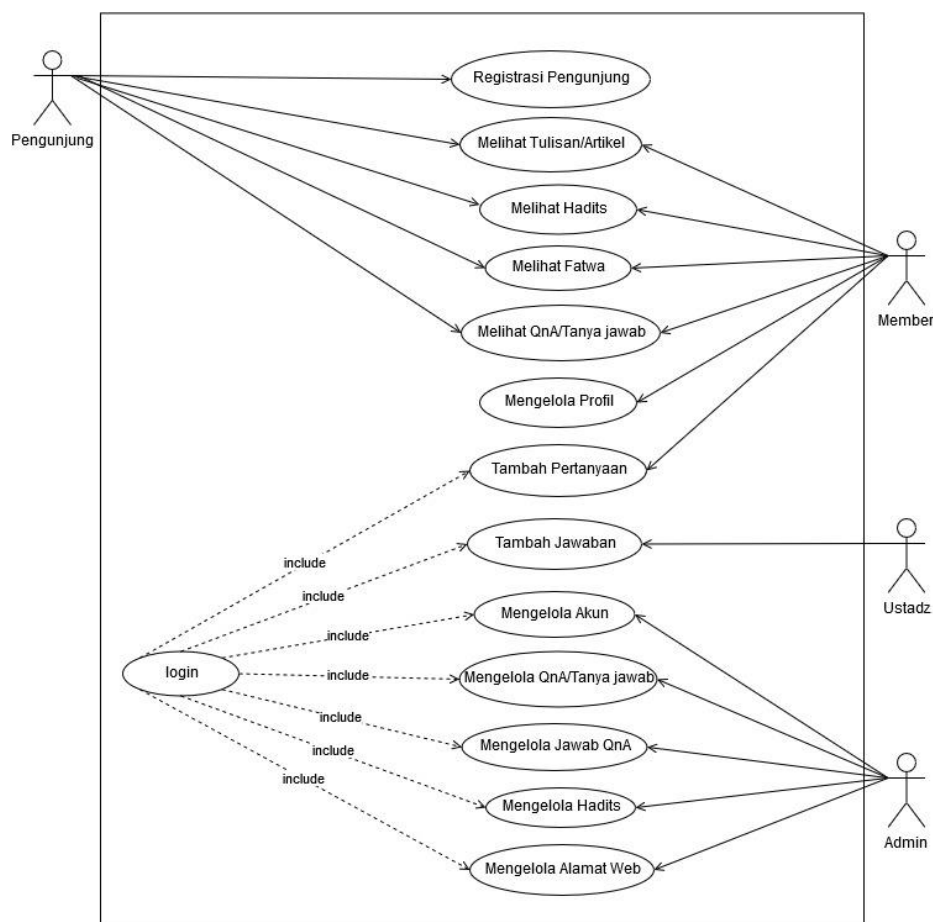 Registrasi Pengunjung
Pengunjung
Melihat Tulisan/Artikel
Melihat Hadits
Melihat Fatwa
Member
Melihat QnA/Tanya jawab
Mengelola Profil
Tambah Pertanyaan
Tambah Jawaban
include
include
Ustadz
Mengelola Akun
include
login
include
Mengelola QnA/Tanya jawab
include
Mengelola Jawab QnA
include
include
Mengelola Hadits
Admin
Mengelola Alamat Web